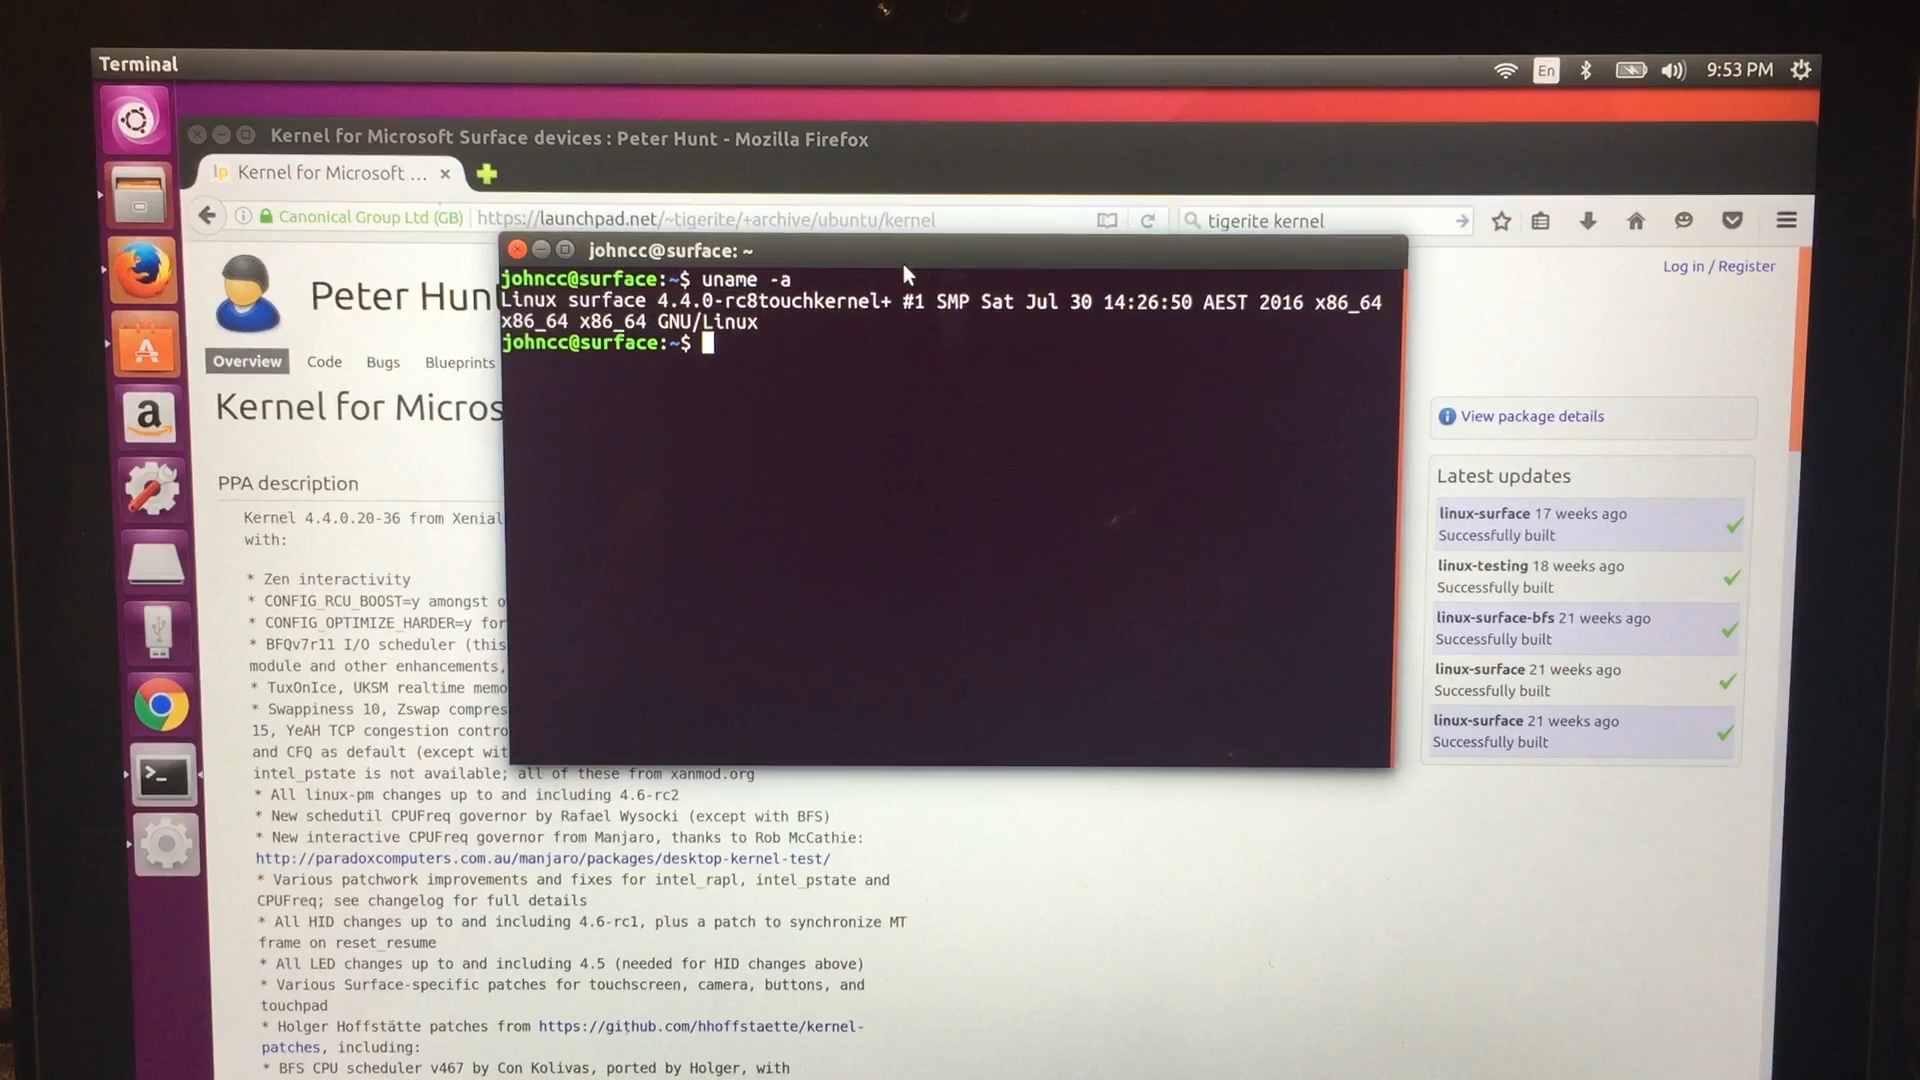 Terminal
En
9:53 PM
Kernel for Microsoft Surface devices : Peter Hunt - Mozilla Firefox
lp Kernel for Microsoft ...
Canonical Group Ltd (GB) https://launchpad.net/~tigerite/+archive/ubuntu/kernel
tigerite kernel
Log in / Register
Peter Hun
johncc@surface: ~
johncc@surface:~$ uname -a
Linux surface 4.4.0-rc8touchkernel+ #1 SMP Sat Jul 30 14:26:50 AEST 2016 x86_64
x86_64 x86_64 GNU/Linux
johncc@surface:~$
Overview Code Bugs Blueprints
Kernel for Micros
PPA description
Kernel 4.4.0.20-36 from Xenial
with:
* Zen interactivity
* CONFIG_RCU_BOOST=y amongst o
* CONFIG_OPTIMIZE_HARDER=y for
* BFQv7r11 I/O scheduler (this
module and other enhancements,
* TuxOnIce, UKSM realtime memo
* Swappiness 10, Zswap compres
15, YeAH TCP congestion contro
and CFQ as default (except wit
intel_pstate is not available; all of these from xanmod.org
* All linux-pm changes up to and including 4.6-rc2
* New schedutil CPUFreq governor by Rafael Wysocki (except with BFS)
* New interactive CPUFreq governor from Manjaro, thanks to Rob McCathie:
http://paradoxcomputers.com.au/manjaro/packages/desktop-kernel-test/
* Various patchwork improvements and fixes for intel_rapl, intel_pstate and
CPUFreq; see changelog for full details
* All HID changes up to and including 4.6-rc1, plus a patch to synchronize MT
frame on reset_resume
* All LED changes up to and including 4.5 (needed for HID changes above)
* Various Surface-specific patches for touchscreen, camera, buttons, and
touchpad
* Holger Hoffstätte patches from https://github.com/hhoffstaette/kernel-
patches, including:
* BFS CPU scheduler v467 by Con Kolivas, ported by Holger, with
View package details
Latest updates
linux-surface 17 weeks ago
Successfully built
linux-testing 18 weeks ago
Successfully built
linux-surface-bfs 21 weeks ago
Successfully built
linux-surface 21 weeks ago
Successfully built
linux-surface 21 weeks ago
Successfully built